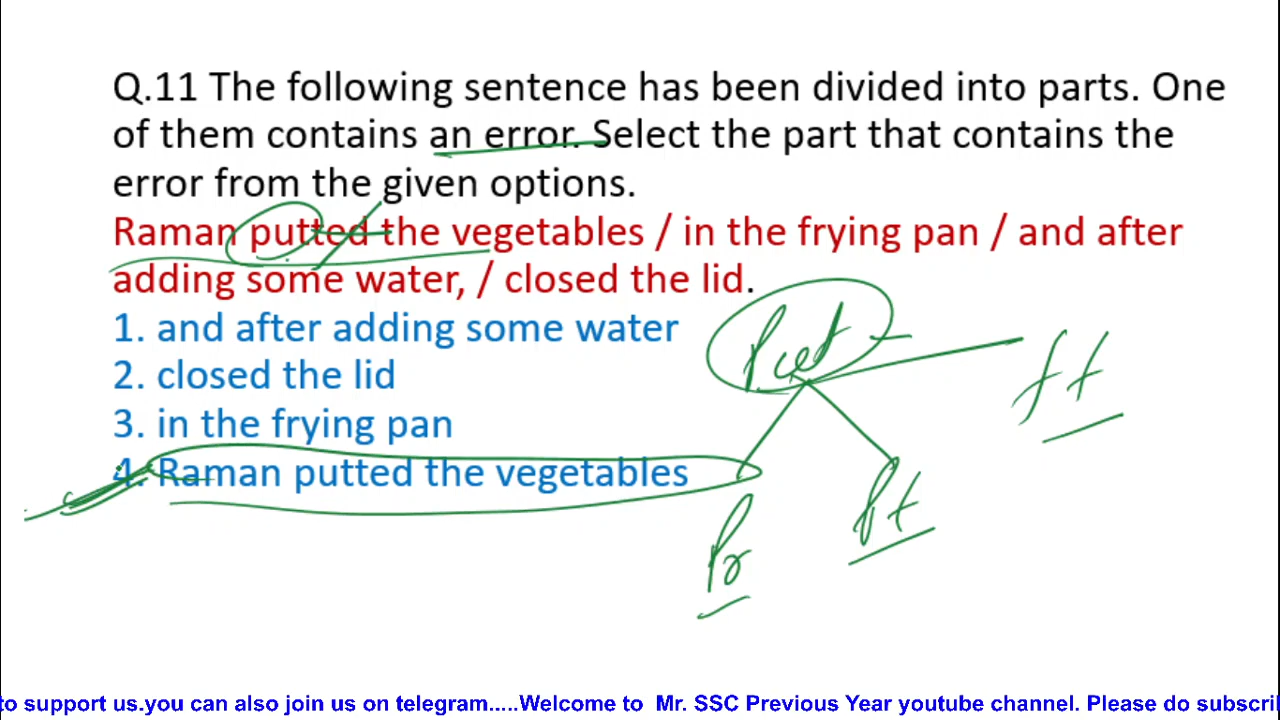 Q.11 The following sentence has been divided into parts. One
of them contains an error. Select the part that contains the
error from the given options.
Raman putted the vegetables / in the frying pan / and after
adding some water, / closed the lid.
1. and after adding some water
2. closed the lid
3. in the frying pan
4. Raman putted the vegetables
Put
to support us.you can also join us on telegram.....Welcome to Mr. SSC Previous Year youtube channel. Please do subscri